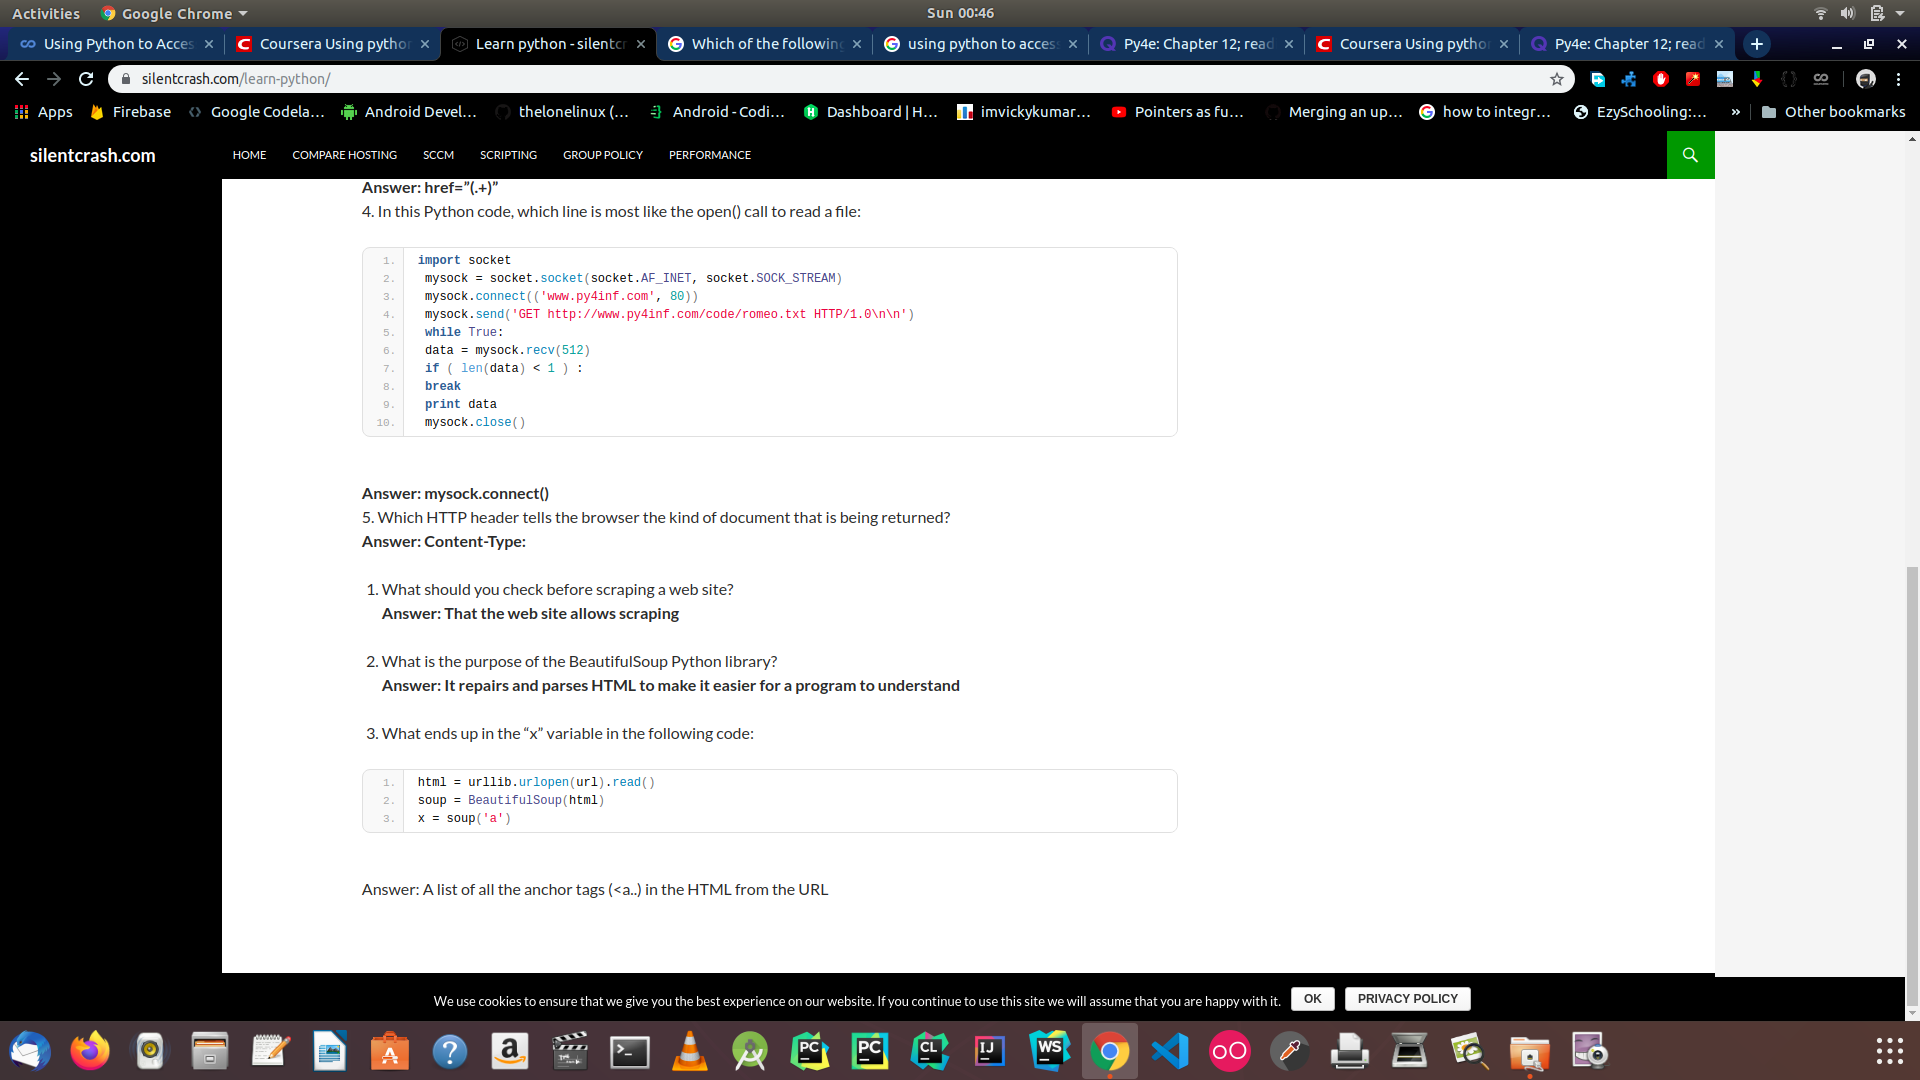 Activities Google Chrome Sun 00:46
Using Python to Acces Coursera Using pythor Learn python - silentcr Which of the following using python to access Py4e: Chapter 12; read Coursera Using pythor Py4e: Chapter 12; read
silentcrash.com/learn-python/
Apps Firebase Google Codela... Android Devel... thelonelinux (... Android - Codi... Dashboard | H... imvickykumar... Pointers as fu... Merging an up... how to integr... EzySchooling:... » Other bookmarks
silentcrash.com HOME COMPARE HOSTING SCCM SCRIPTING GROUP POLICY PERFORMANCE
Answer: href=”(.+)”
4. In this Python code, which line is most like the open() call to read a file:
1. import socket
2. mysock = socket.socket(socket.AF_INET, socket.SOCK_STREAM)
3. mysock.connect(('www.py4inf.com', 80))
4. mysock.send('GET http://www.py4inf.com/code/romeo.txt HTTP/1.0\n\n')
5. while True:
6. data = mysock.recv(512)
7. if ( len(data) < 1 ) :
8. break
9. print data
10. mysock.close()
Answer: mysock.connect()
5. Which HTTP header tells the browser the kind of document that is being returned?
Answer: Content-Type:
1. What should you check before scraping a web site?
Answer: That the web site allows scraping
2. What is the purpose of the BeautifulSoup Python library?
Answer: It repairs and parses HTML to make it easier for a program to understand
3. What ends up in the “x” variable in the following code:
1. html = urllib.urlopen(url).read()
2. soup = BeautifulSoup(html)
3. x = soup('a')
Answer: A list of all the anchor tags (<a..) in the HTML from the URL
We use cookies to ensure that we give you the best experience on our website. If you continue to use this site we will assume that you are happy with it. OK PRIVACY POLICY
PC PC CL IJ WS